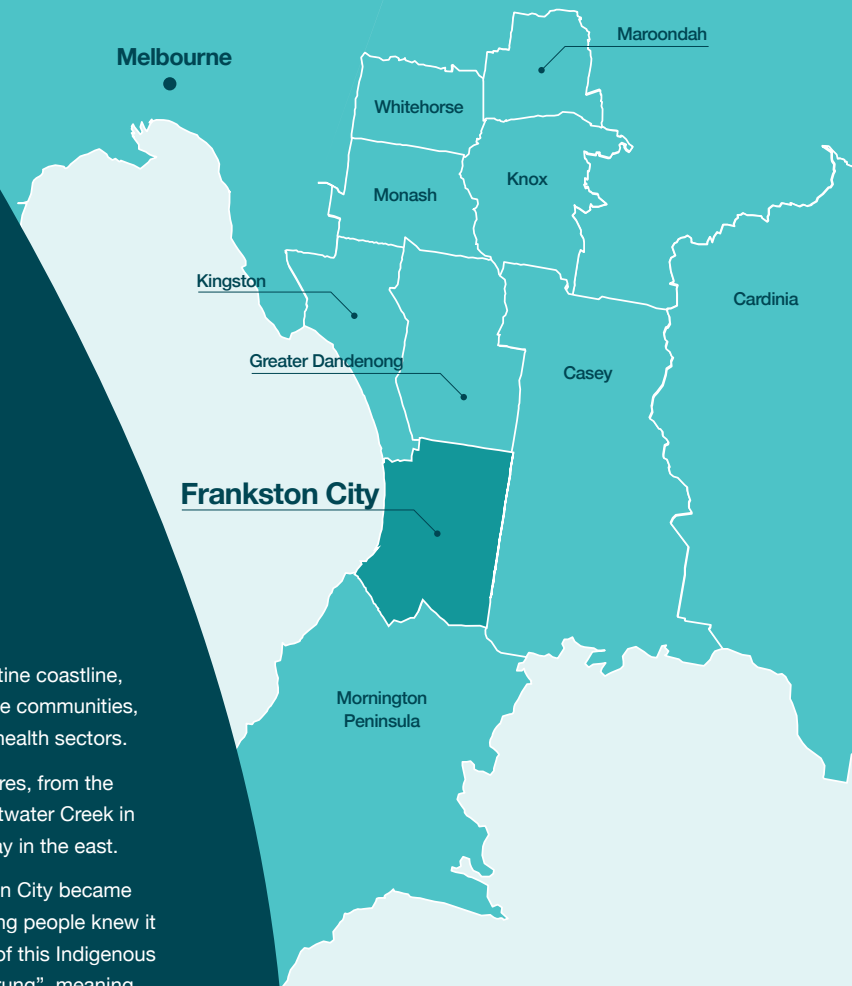 Maroondah
Melbourne
Whitehorse
Knox
Monash
Kingston
Cardinia
Greater Dandenong
Casey
Frankston City
Mornington
Peninsula
tine coastline,
e communities,
health sectors.
res, from the
twater Creek in
ay in the east.
n City became
ng people knew it
of this Indigenous
rung”, meaning